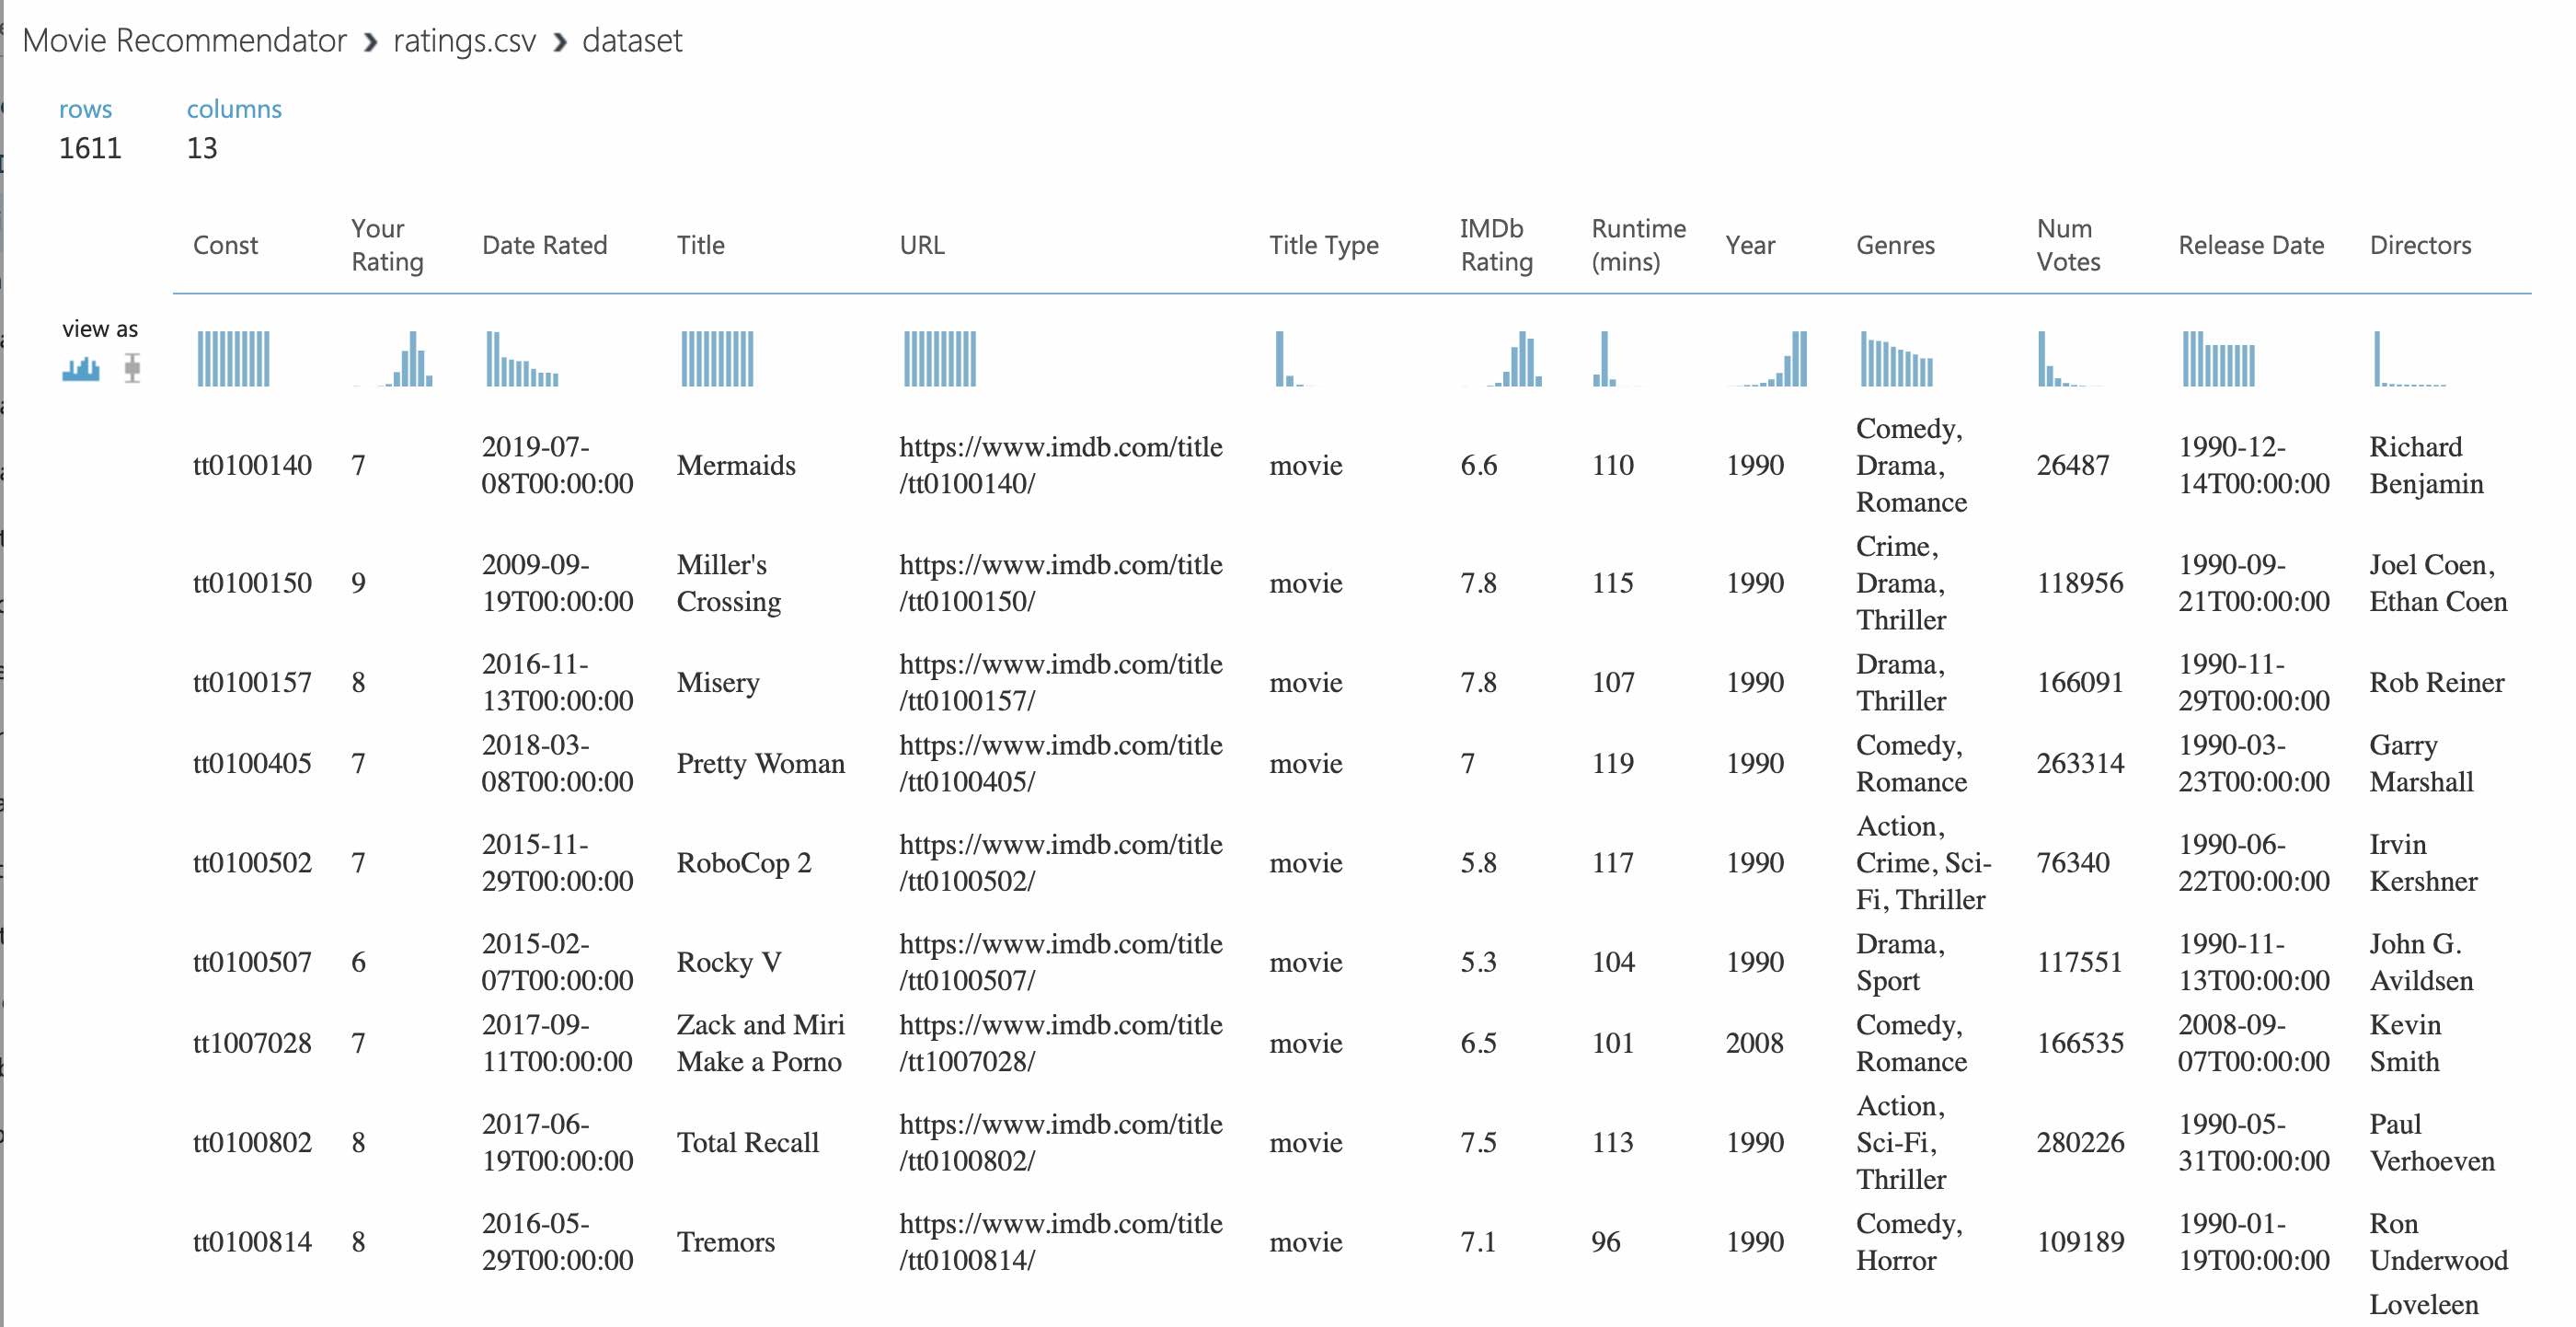 Movie Recommendator › ratings.csv › dataset
rows columns
1611 13
Const Your Rating Date Rated Title URL Title Type IMDb Rating Runtime (mins) Year Genres Num Votes Release Date Directors
view as
tt0100140 7 2019-07-08T00:00:00 Mermaids https://www.imdb.com/title/tt0100140/ movie 6.6 110 1990 Comedy, Drama, Romance 26487 1990-12-14T00:00:00 Richard Benjamin
tt0100150 9 2009-09-19T00:00:00 Miller's Crossing https://www.imdb.com/title/tt0100150/ movie 7.8 115 1990 Crime, Drama, Thriller 118956 1990-09-21T00:00:00 Joel Coen, Ethan Coen
tt0100157 8 2016-11-13T00:00:00 Misery https://www.imdb.com/title/tt0100157/ movie 7.8 107 1990 Drama, Thriller 166091 1990-11-29T00:00:00 Rob Reiner
tt0100405 7 2018-03-08T00:00:00 Pretty Woman https://www.imdb.com/title/tt0100405/ movie 7 119 1990 Comedy, Romance 263314 1990-03-23T00:00:00 Garry Marshall
tt0100502 7 2015-11-29T00:00:00 RoboCop 2 https://www.imdb.com/title/tt0100502/ movie 5.8 117 1990 Action, Crime, Sci-Fi, Thriller 76340 1990-06-22T00:00:00 Irvin Kershner
tt0100507 6 2015-02-07T00:00:00 Rocky V https://www.imdb.com/title/tt0100507/ movie 5.3 104 1990 Drama, Sport 117551 1990-11-13T00:00:00 John G. Avildsen
tt1007028 7 2017-09-11T00:00:00 Zack and Miri Make a Porno https://www.imdb.com/title/tt1007028/ movie 6.5 101 2008 Comedy, Romance 166535 2008-09-07T00:00:00 Kevin Smith
tt0100802 8 2017-06-19T00:00:00 Total Recall https://www.imdb.com/title/tt0100802/ movie 7.5 113 1990 Action, Sci-Fi, Thriller 280226 1990-05-31T00:00:00 Paul Verhoeven
tt0100814 8 2016-05-29T00:00:00 Tremors https://www.imdb.com/title/tt0100814/ movie 7.1 96 1990 Comedy, Horror 109189 1990-01-19T00:00:00 Ron Underwood
Loveleen